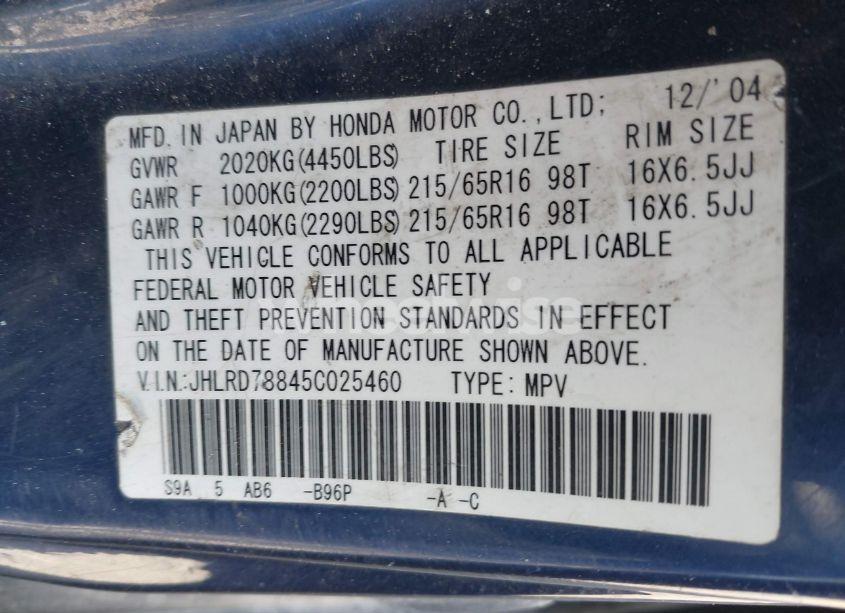 MFD. IN JAPAN BY HONDA MOTOR CO., LTD; 12/'04
GVWR 2020KG(4450LBS) TIRE SIZE RIM SIZE
GAWR F 1000KG(2200LBS) 215/65R16 98T 16X6.5JJ
GAWR R 1040KG(2290LBS) 215/65R16 98T 16X6.5JJ
THIS VEHICLE CONFORMS TO ALL APPLICABLE
FEDERAL MOTOR VEHICLE SAFETY
AND THEFT PREVENTION STANDARDS IN EFFECT
ON THE DATE OF MANUFACTURE SHOWN ABOVE.
V.I.N.:JHLRD78845C025460 TYPE: MPV
S9A 5 AB6 -B96P -A -C